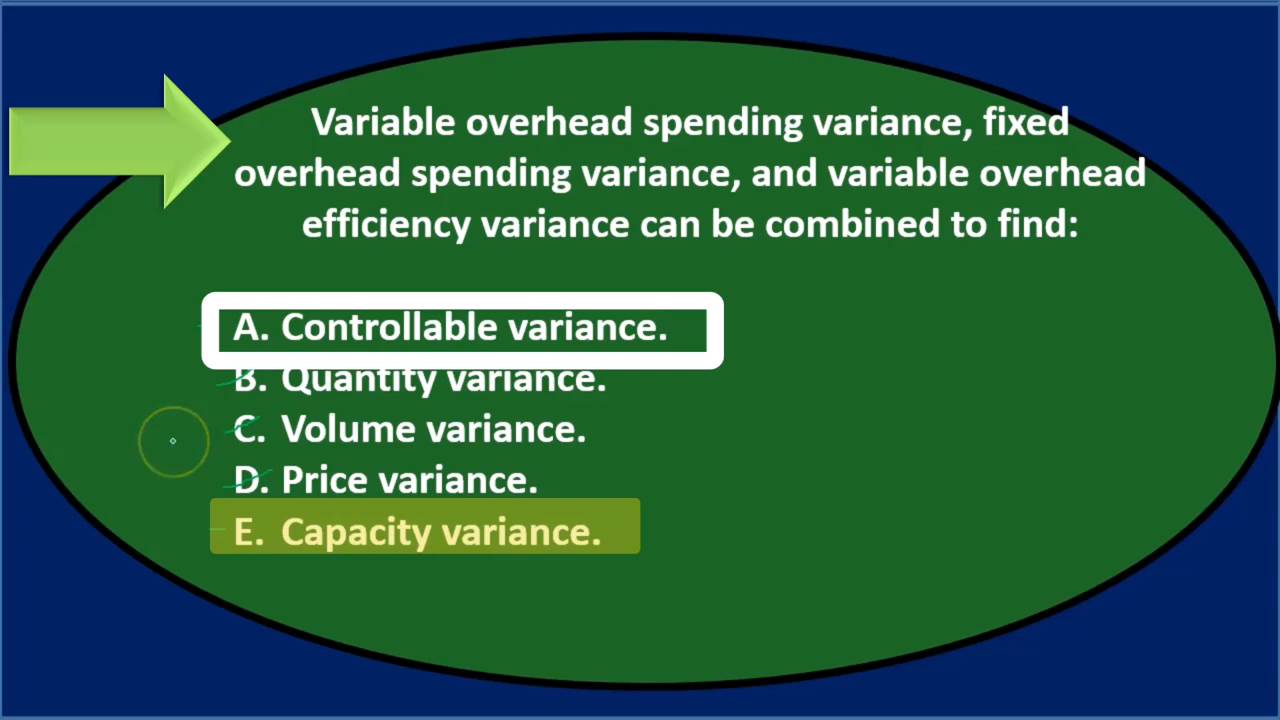 Variable overhead spending variance, fixed
overhead spending variance, and variable overhead
efficiency variance can be combined to find:
A. Controllable variance.
B. Quantity variance.
C. Volume variance.
D. Price variance.
E. Capacity variance.